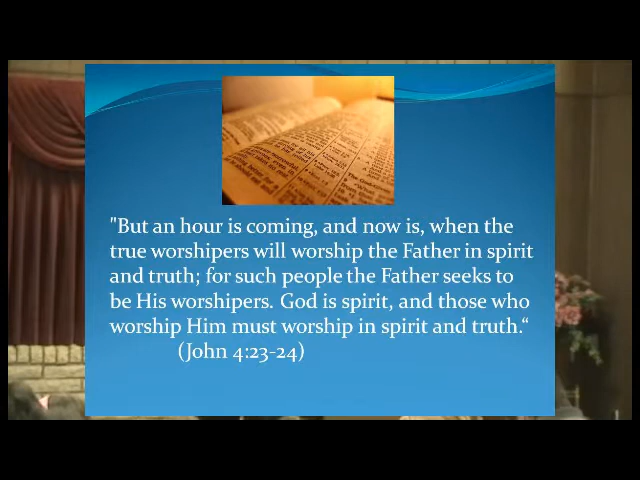 "But an hour is coming, and now is, when the
true worshipers will worship the Father in spirit
and truth; for such people the Father seeks to
be His worshipers.  God is spirit, and those who
worship Him must worship in spirit and truth.“
(John 4:23-24)